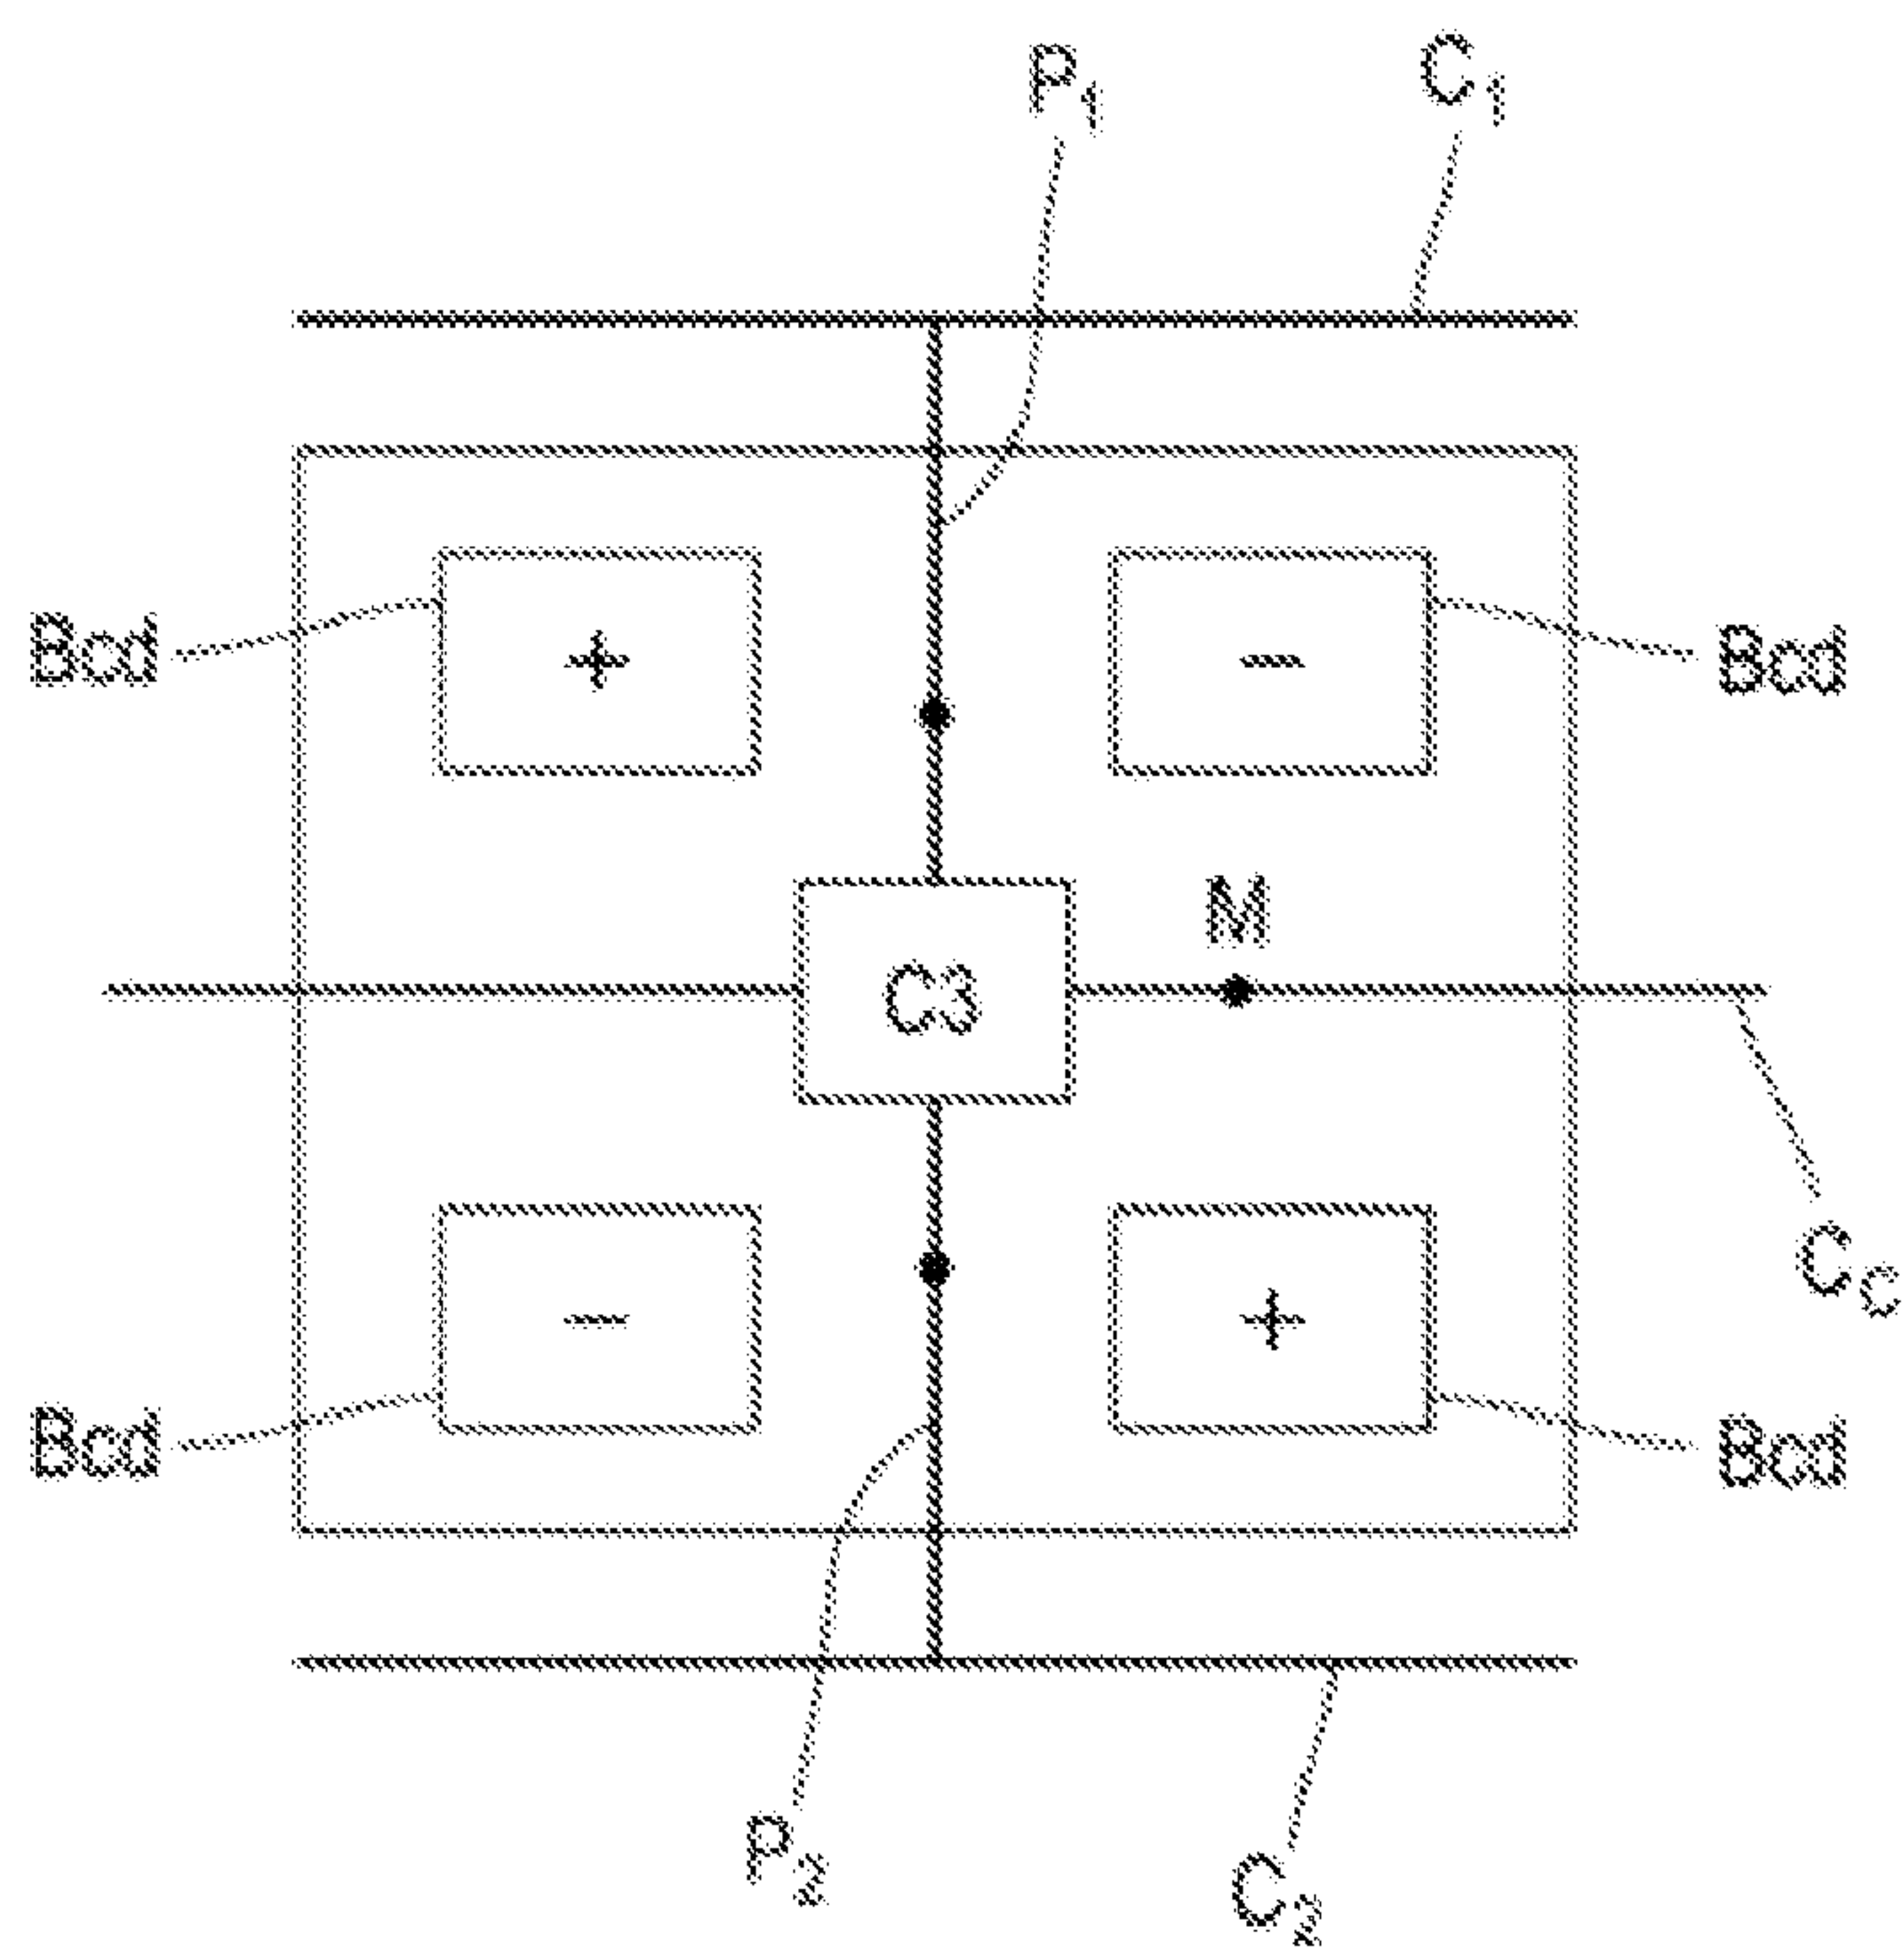 P1 C1
Bcd + − Bcd
M
C3
CC
Bcd − + Bcd
P2 C2